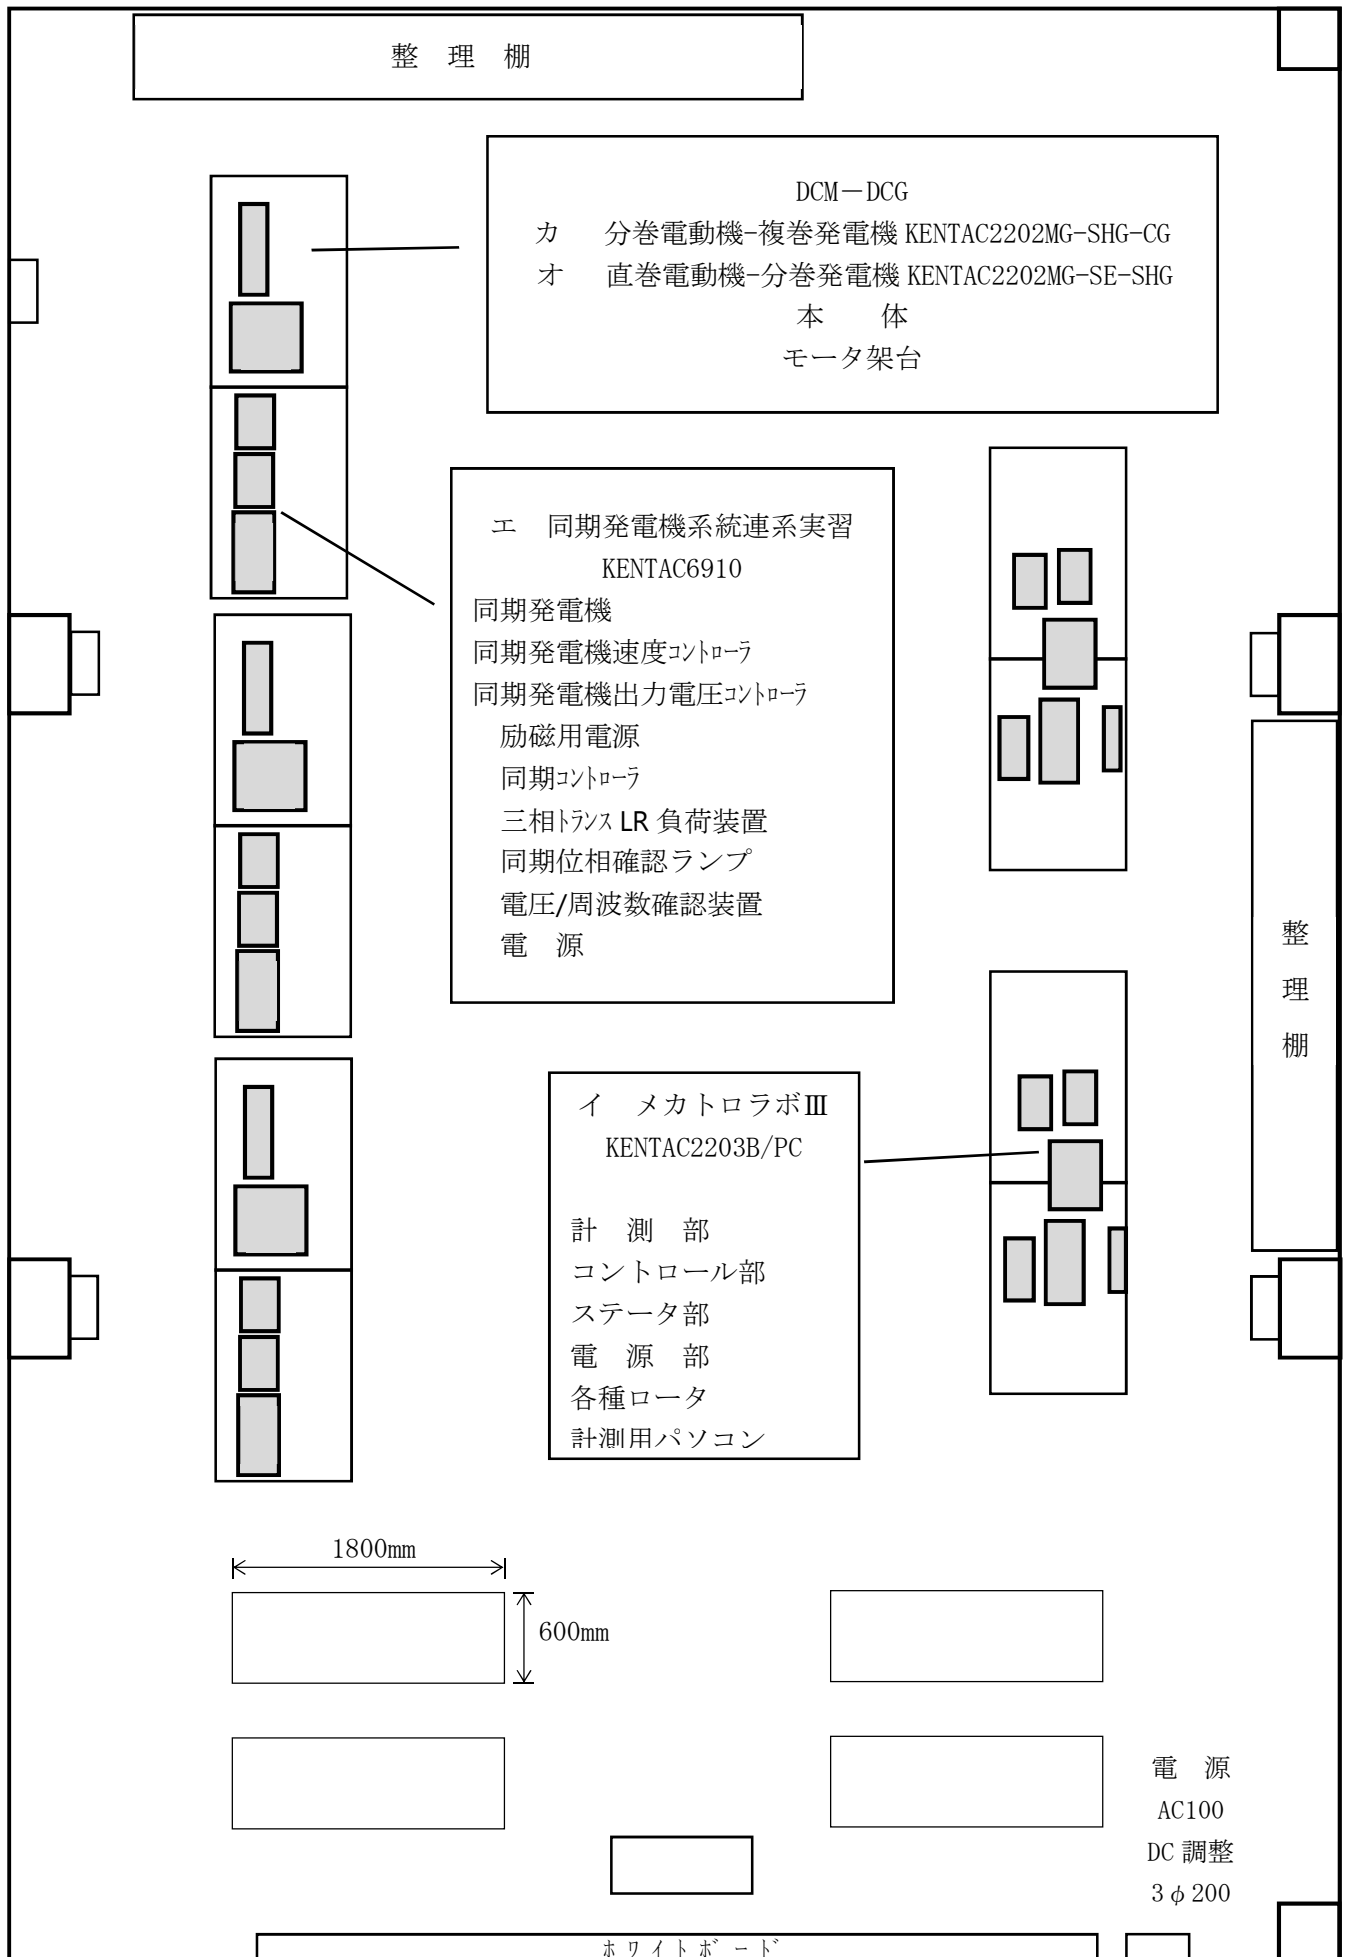 整　理　棚
DCM－DCG
カ　分巻電動機-複巻発電機 KENTAC2202MG-SHG-CG
オ　直巻電動機-分巻発電機 KENTAC2202MG-SE-SHG
本　　体
モータ架台
エ　同期発電機系統連系実習
KENTAC6910
同期発電機
同期発電機速度ｺﾝﾄﾛｰﾗ
同期発電機出力電圧ｺﾝﾄﾛｰﾗ
励磁用電源
同期ｺﾝﾄﾛｰﾗ
三相ﾄﾗﾝｽ LR 負荷装置
同期位相確認ランプ
電圧/周波数確認装置
電　源
整
理
棚
イ　メカトロラボⅢ
KENTAC2203B/PC
計　測　部
コントロール部
ステータ部
電　源　部
各種ロータ
計測用パソコン
1800mm
600mm
電　源
AC100
DC 調整
3φ200
ﾎﾜｲﾄﾎﾞｰﾄﾞ